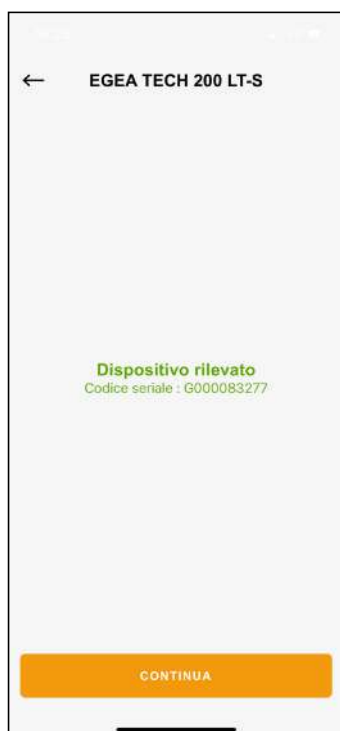 EGEA TECH 200 LT-S
Dispositivo rilevato
Codice seriale : G000083277
CONTINUA